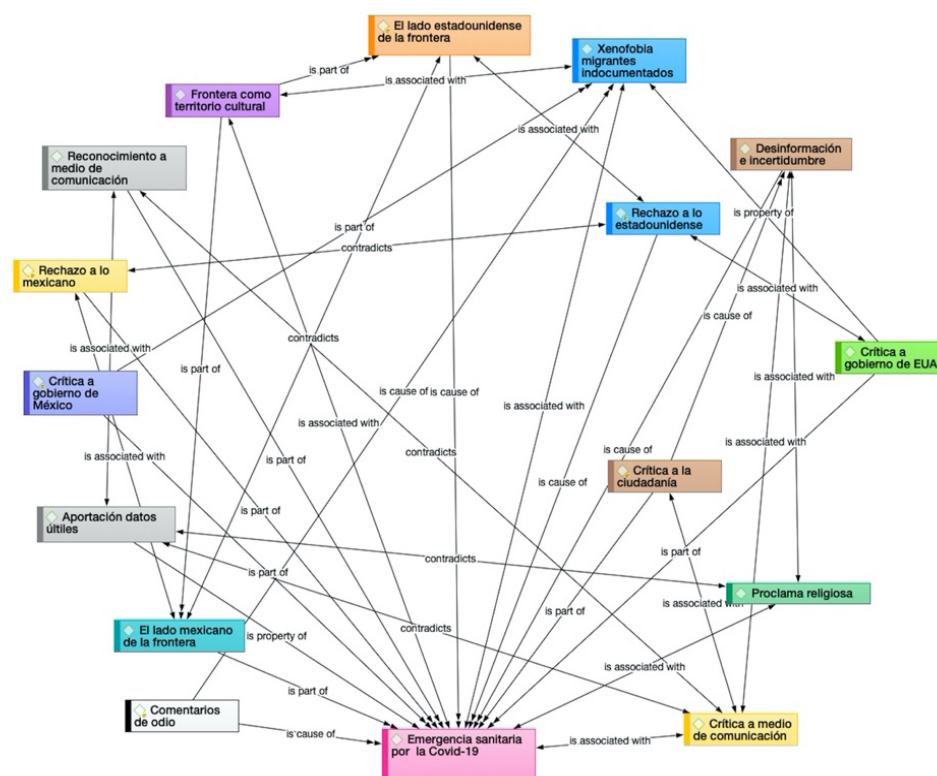 El lado estadounidense
de la frontera
Xenofobia
migrantes
indocumentados
is part of
is associated with
Frontera como
territorio cultural
is associated with
Desinformación
e incertidumbre
Reconocimiento a
medio de
comunicación
Rechazo a lo
estadounidense
is property of
is part of
contradicts
Rechazo a lo
mexicano
is associated with
is cause of
contradicts
is associated with
Crítica a
gobierno de EUA
is part of
is associated with
Crítica a
gobierno de
México
is cause of
is cause of
is associated with
is associated with
is associated with
contradicts
is associated with
is part of
is cause of
Crítica a la
ciudadanía
is cause of
is part of
Aportación datos
últiles
is part of
contradicts
is part of
Proclama religiosa
is associated with
is part of
contradicts
El lado mexicano
de la frontera
is property of
is associated with
is part of
Comentarios
de odio
is cause of
Emergencia sanitaria
por la Covid-19
is associated with
Crítica a medio
de comunicación